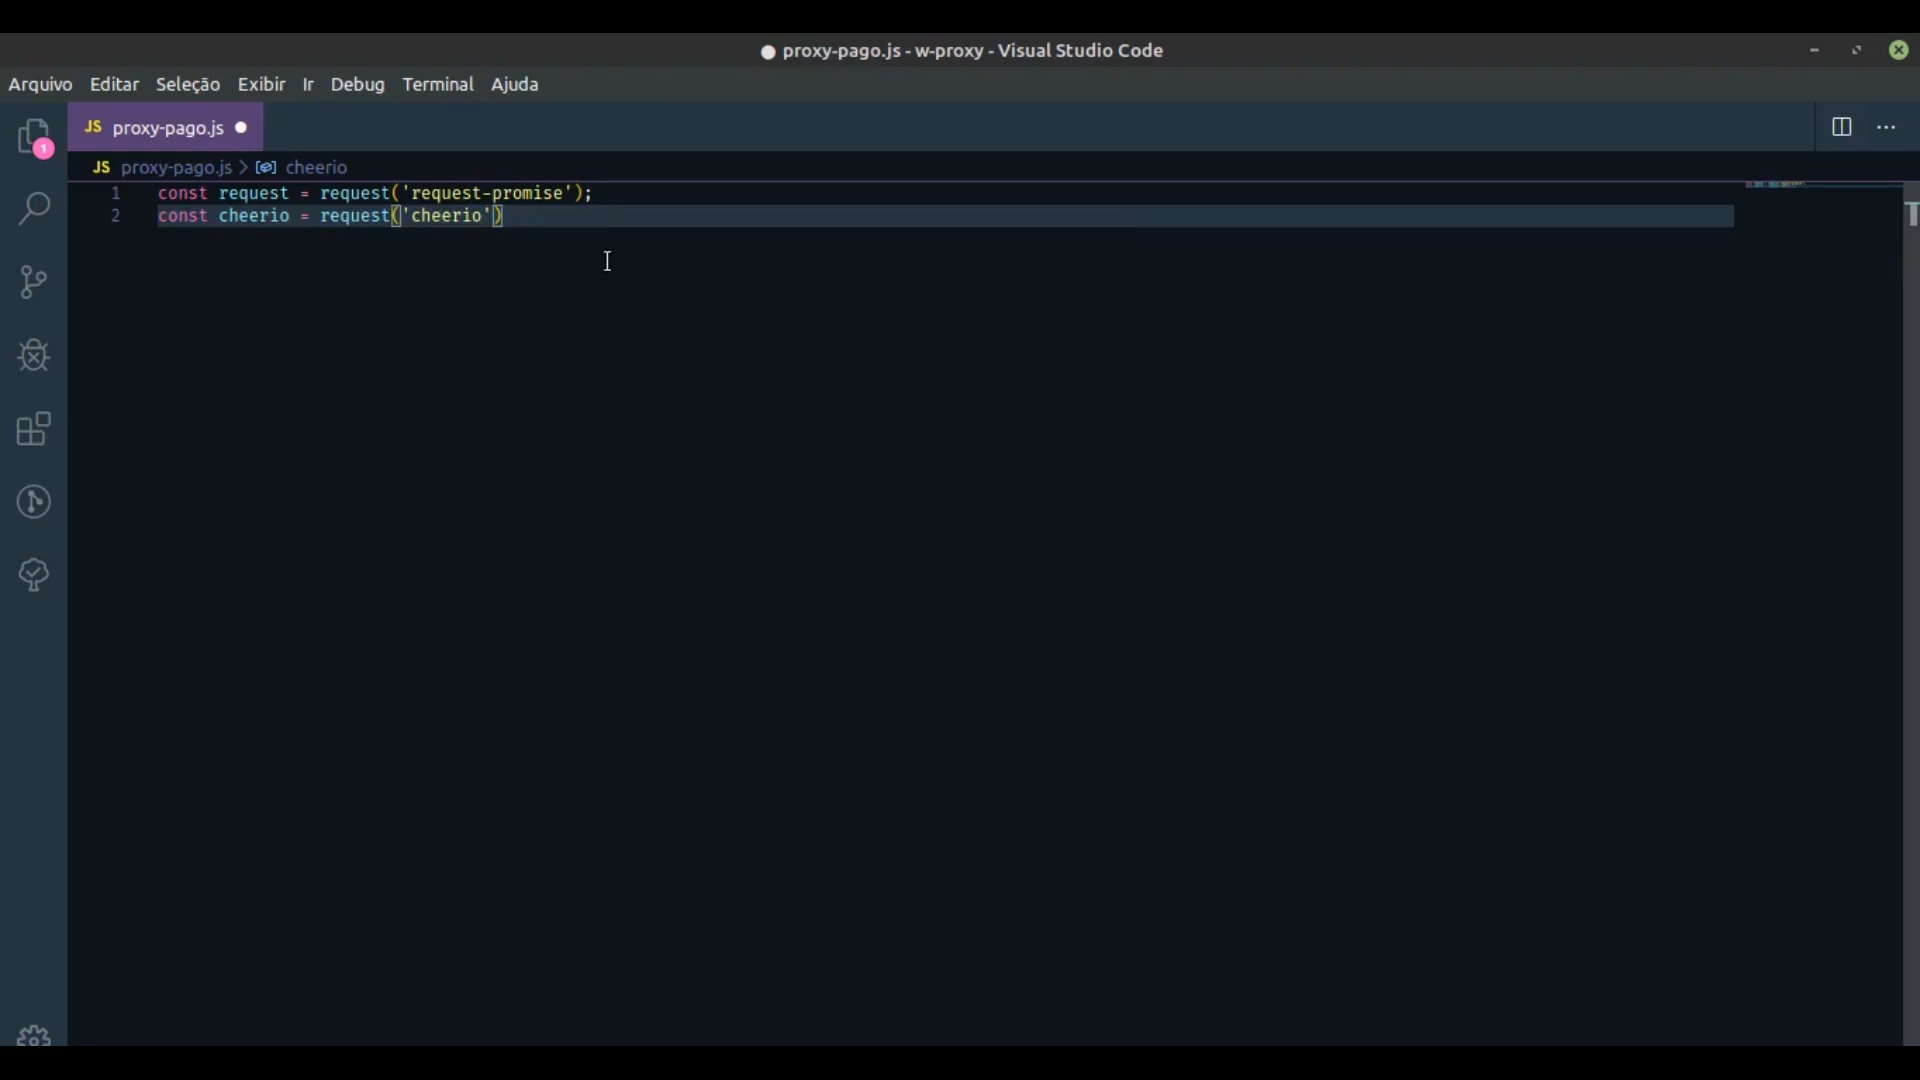 proxy-pago.js - w-proxy - Visual Studio Code
Arquivo Editar Seleção Exibir Ir Debug Terminal Ajuda
JS proxy-pago.js
1
JS proxy-pago.js > cheerio
1 const request = request('request-promise');
2 const cheerio = request('cheerio')